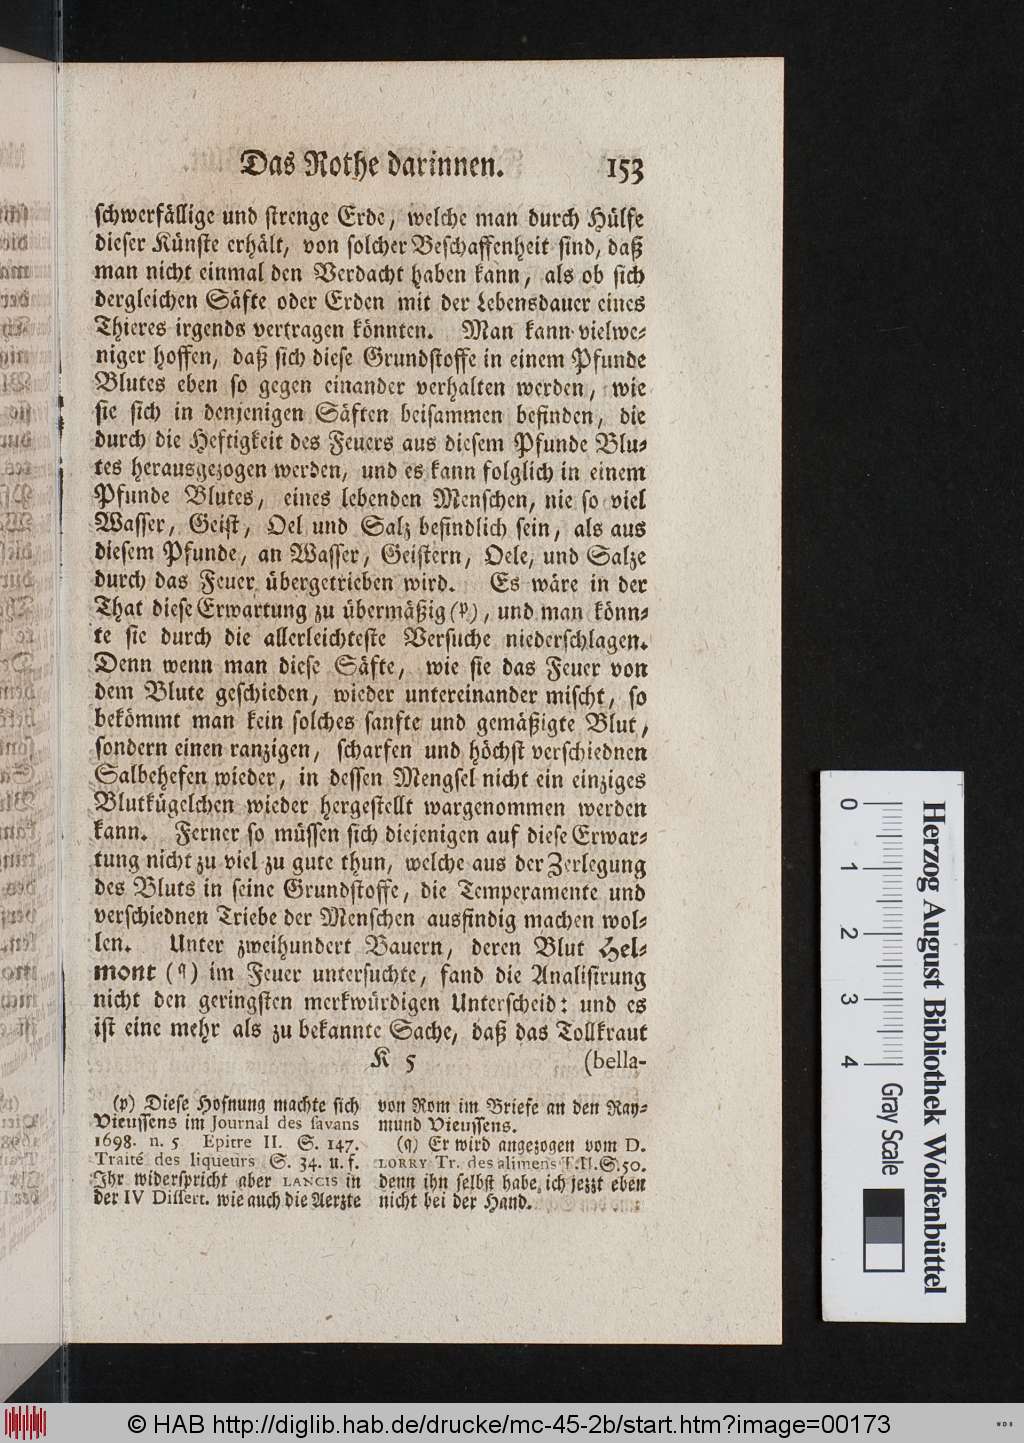 Das Rothe darinnen. 153
schwerfällige und strenge Erde, welche man durch Hülfe
dieser Künste erhält, von solcher Beschaffenheit sind, daß
man nicht einmal den Verdacht haben kann, als ob sich
dergleichen Säfte oder Erden mit der Lebensdauer eines
Thieres irgends vertragen könnten. Man kann vielwe-
niger hoffen, daß sich diese Grundstoffe in einem Pfunde
Blutes eben so gegen einander verhalten werden, wie
sie sich in denjenigen Säften beisammen befinden, die
durch die Heftigkeit des Feuers aus diesem Pfunde Blu-
tes herausgezogen werden, und es kann folglich in einem
Pfunde Blutes, eines lebenden Menschen, nie so viel
Wasser, Geist, Oel und Salz befindlich sein, als aus
diesem Pfunde, an Wasser, Geistern, Oele, und Salze
durch das Feuer übergetrieben wird. Es wäre in der
That diese Erwartung zu übermäßig (p), und man könn-
te sie durch die allerleichteste Versuche niederschlagen.
Denn wenn man diese Säfte, wie sie das Feuer von
dem Blute geschieden, wieder untereinander mischt, so
bekömmt man kein solches sanfte und gemäßigte Blut,
sondern einen ranzigen, scharfen und höchst verschiednen
Salbehefen wieder, in dessen Mengsel nicht ein einziges
Blutkügelchen wieder hergestellt wargenommen werden
kann. Ferner so müssen sich diejenigen auf diese Erwar-
tung nicht zu viel zu gute thun, welche aus der Zerlegung
des Bluts in seine Grundstoffe, die Temperamente und
verschiednen Triebe der Menschen ausfindig machen wol-
len. Unter zweihundert Bauern, deren Blut Hel-
mont (q) im Feuer untersuchte, fand die Analisirung
nicht den geringsten merkwürdigen Unterscheid: und es
ist eine mehr als zu bekannte Sache, daß das Tollkraut
K 5 (bella-
(p) Diese Hofnung machte sich
Vieussens im Journal des savans
1698. n. 5 Epitre II. S. 147.
Traité des liqueurs S. 34. u. f.
Ihr widerspricht aber LANCIS in
der IV Dissert. wie auch die Aerzte
von Rom im Briefe an den Ray-
mund Vieussens.
(q) Er wird angezogen vom D.
LORRY Tr. des alimens T. II. S. 50.
denn ihn selbst habe ich jezzt eben
nicht bei der Hand.
Herzog August Bibliothek Wolfenbüttel
0 1 2 3 4 Gray Scale
© HAB http://diglib.hab.de/drucke/mc-45-2b/start.htm?image=00173